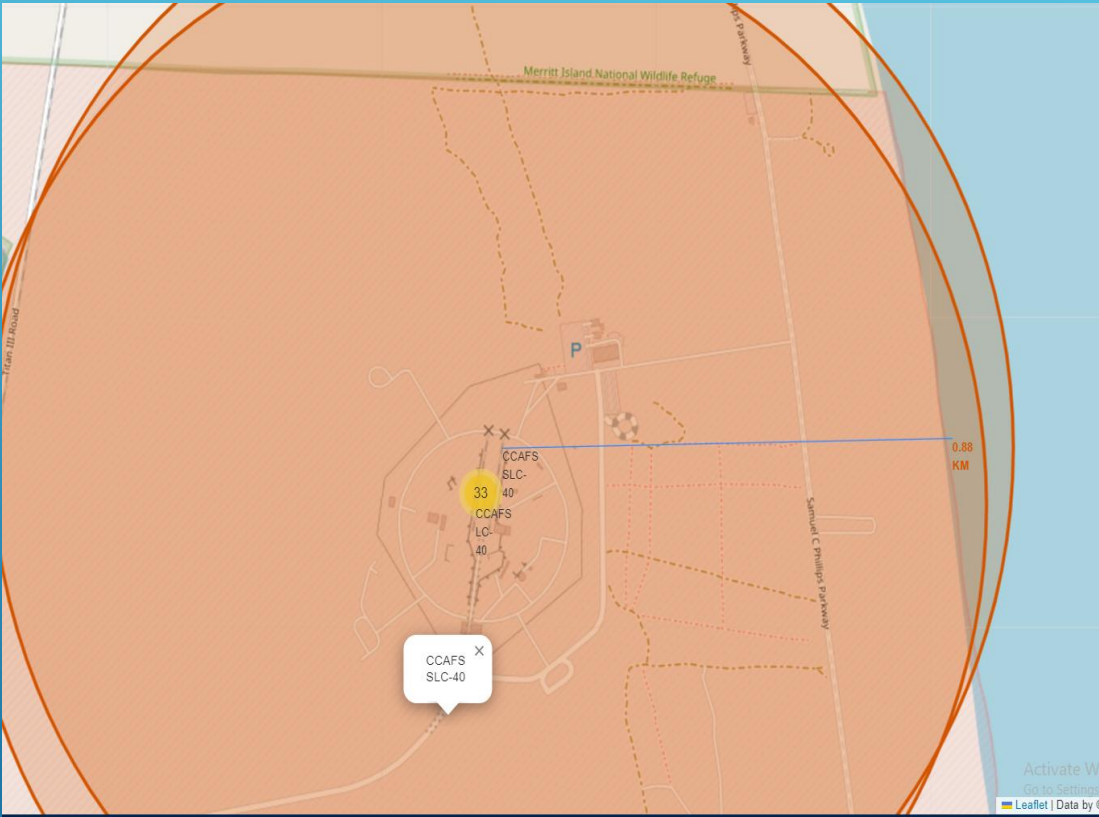 ps Parkway
Merritt Island National Wildlife Refuge
Titan III Road
P
CCAFS
SLC-
40
0.88
KM
33
CCAFS
LC-
40
Samuel C Phillips Parkway
CCAFS
SLC-40
Activate W
Go to Settings
Leaflet | Data by ©